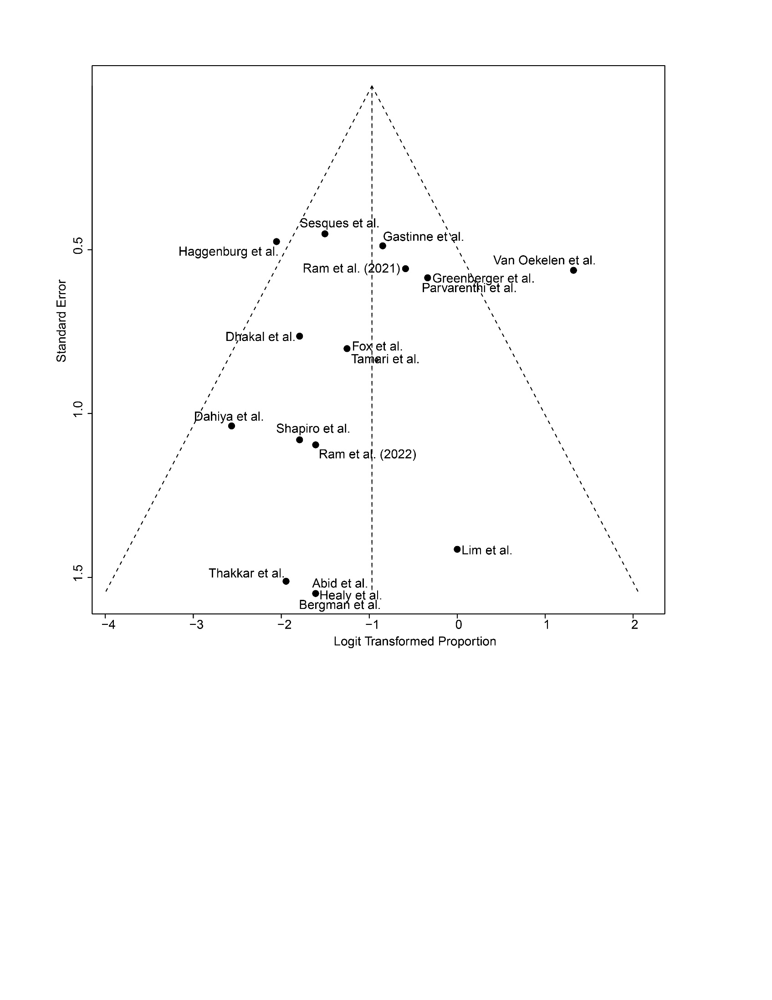 Sesques et al.
Gastinne et al.
Haggenburg et al.
Van Oekelen et al.
Ram et al. (2021)
Greenberger et al.
Parvarenthi et al.
Dhakal et al.
Fox et al.
Tamari et al.
Dahiya et al.
Shapiro et al.
Ram et al. (2022)
Lim et al.
Thakkar et al.
Abid et al.
Healy et al.
Bergman et al.
Standard Error
0.5
1.0
1.5
−4 −3 −2 −1 0 1 2
Logit Transformed Proportion